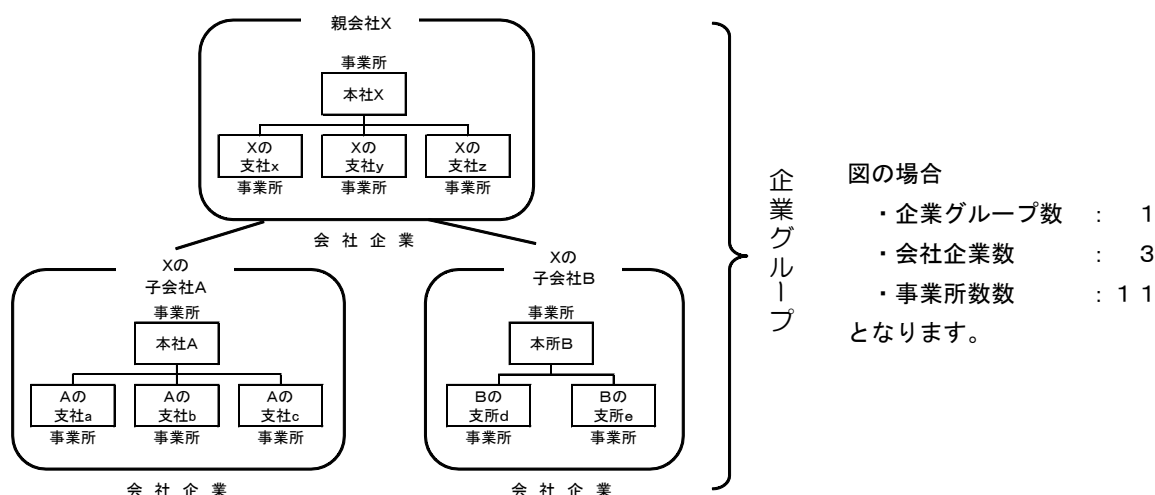 親会社X
事業所
本社X
Xの
支社x
Xの
支社y
Xの
支社z
事業所
事業所
事業所
会社企業
Xの
子会社A
事業所
本社A
Aの
支社a
Aの
支社b
Aの
支社c
事業所
事業所
事業所
会社企業
Xの
子会社B
事業所
本所B
Bの
支所d
Bの
支所e
事業所
事業所
会社企業
企業グループ
図の場合
・企業グループ数 : 1
・会社企業数 : 3
・事業所数数 : 11
となります。